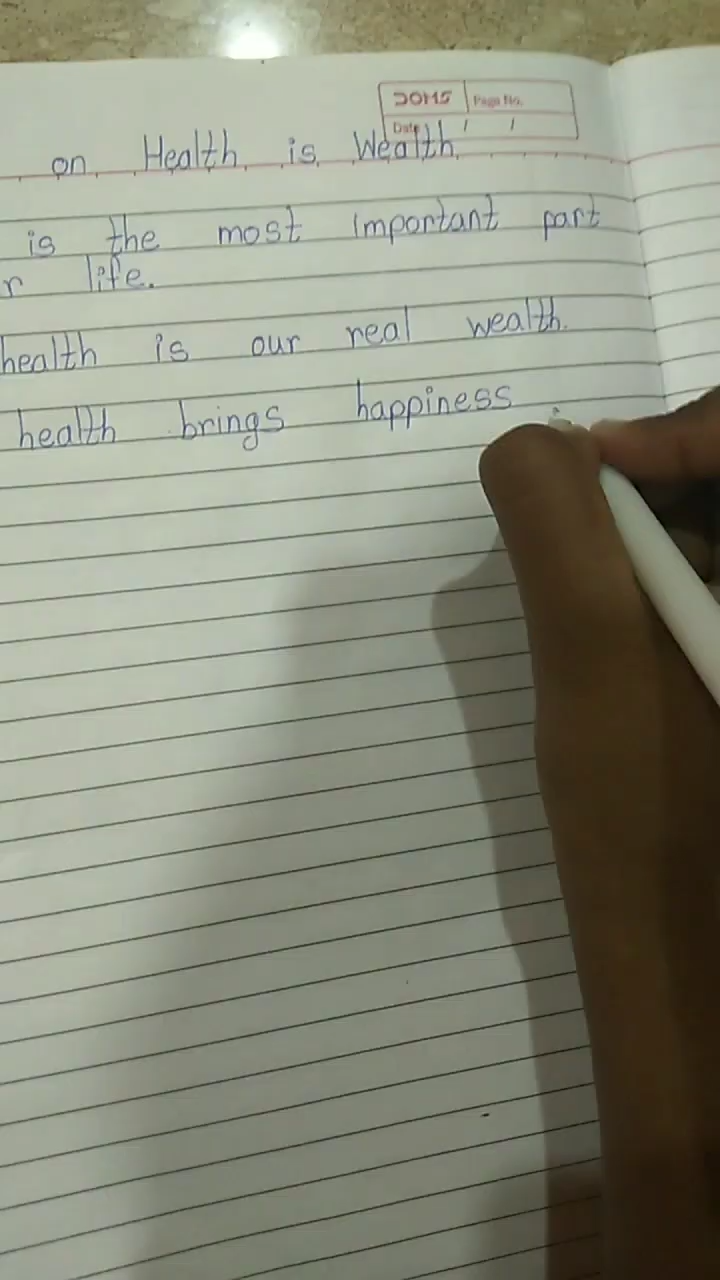 DOMS Page No.
Date / /
on Health is Wealth
is the most important part
r life.
health is our real wealth.
health brings happiness